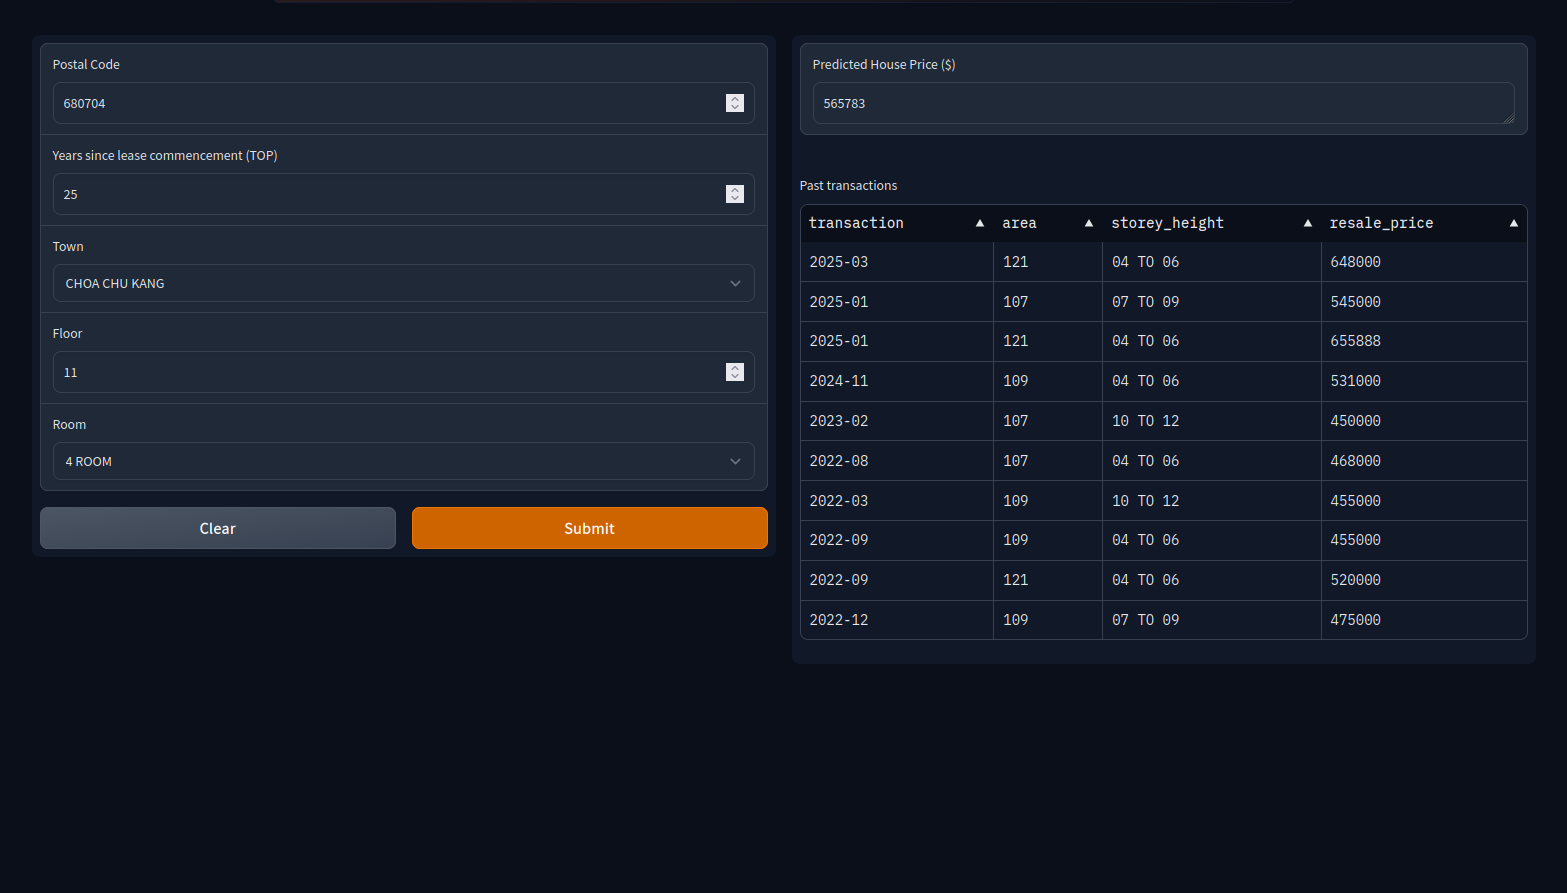 Postal Code
680704
Years since lease commencement (TOP)
25
Town
CHOA CHU KANG
Floor
11
Room
4 ROOM
Clear
Submit
Predicted House Price ($)
565783
Past transactions
transaction ▲ area ▲ storey_height ▲ resale_price ▲
2025-03 121 04 TO 06 648000
2025-01 107 07 TO 09 545000
2025-01 121 04 TO 06 655888
2024-11 109 04 TO 06 531000
2023-02 107 10 TO 12 450000
2022-08 107 04 TO 06 468000
2022-03 109 10 TO 12 455000
2022-09 109 04 TO 06 455000
2022-09 121 04 TO 06 520000
2022-12 109 07 TO 09 475000